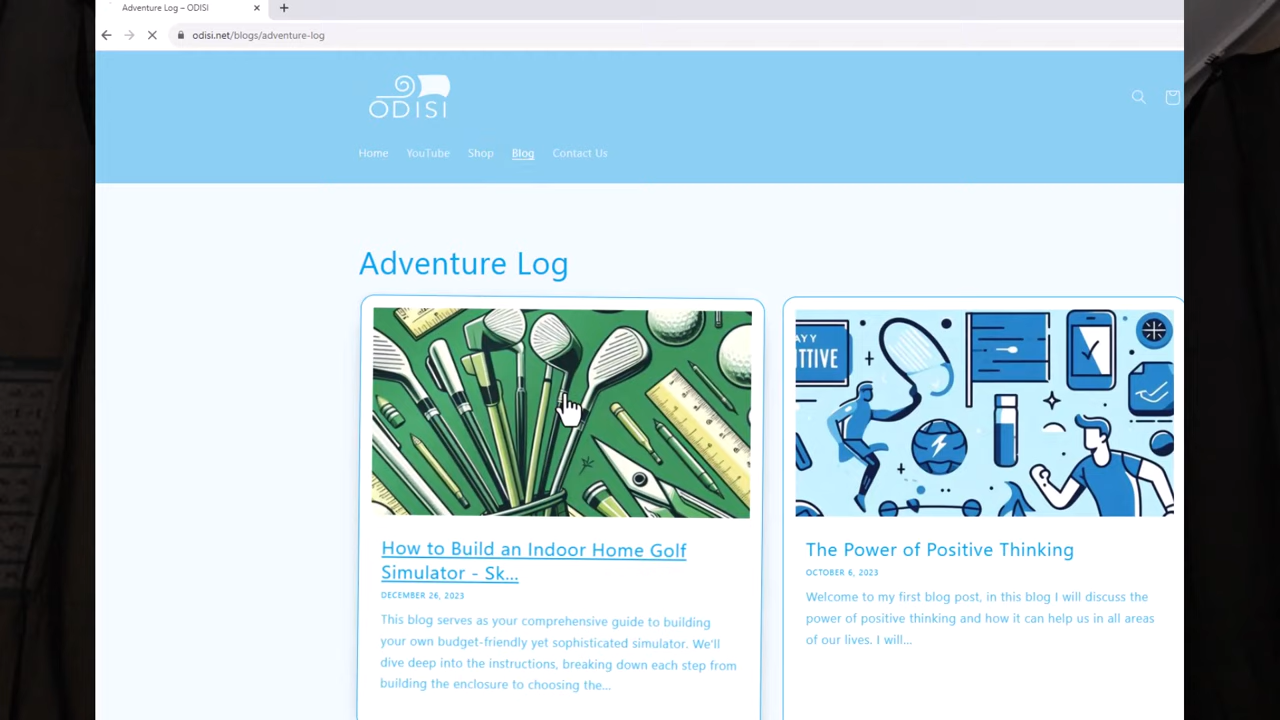 Adventure Log – ODISI
odisi.net/blogs/adventure-log
ODISI
Home YouTube Shop Blog Contact Us
Adventure Log
How to Build an Indoor Home Golf
Simulator - Sk...
DECEMBER 26, 2023
This blog serves as your comprehensive guide to building
your own budget-friendly yet sophisticated simulator. We'll
dive deep into the instructions, breaking down each step from
building the enclosure to choosing the...
AYY
ITTIVE
The Power of Positive Thinking
OCTOBER 6, 2023
Welcome to my first blog post, in this blog I will discuss the
power of positive thinking and how it can help us in all areas
of our lives. I will...